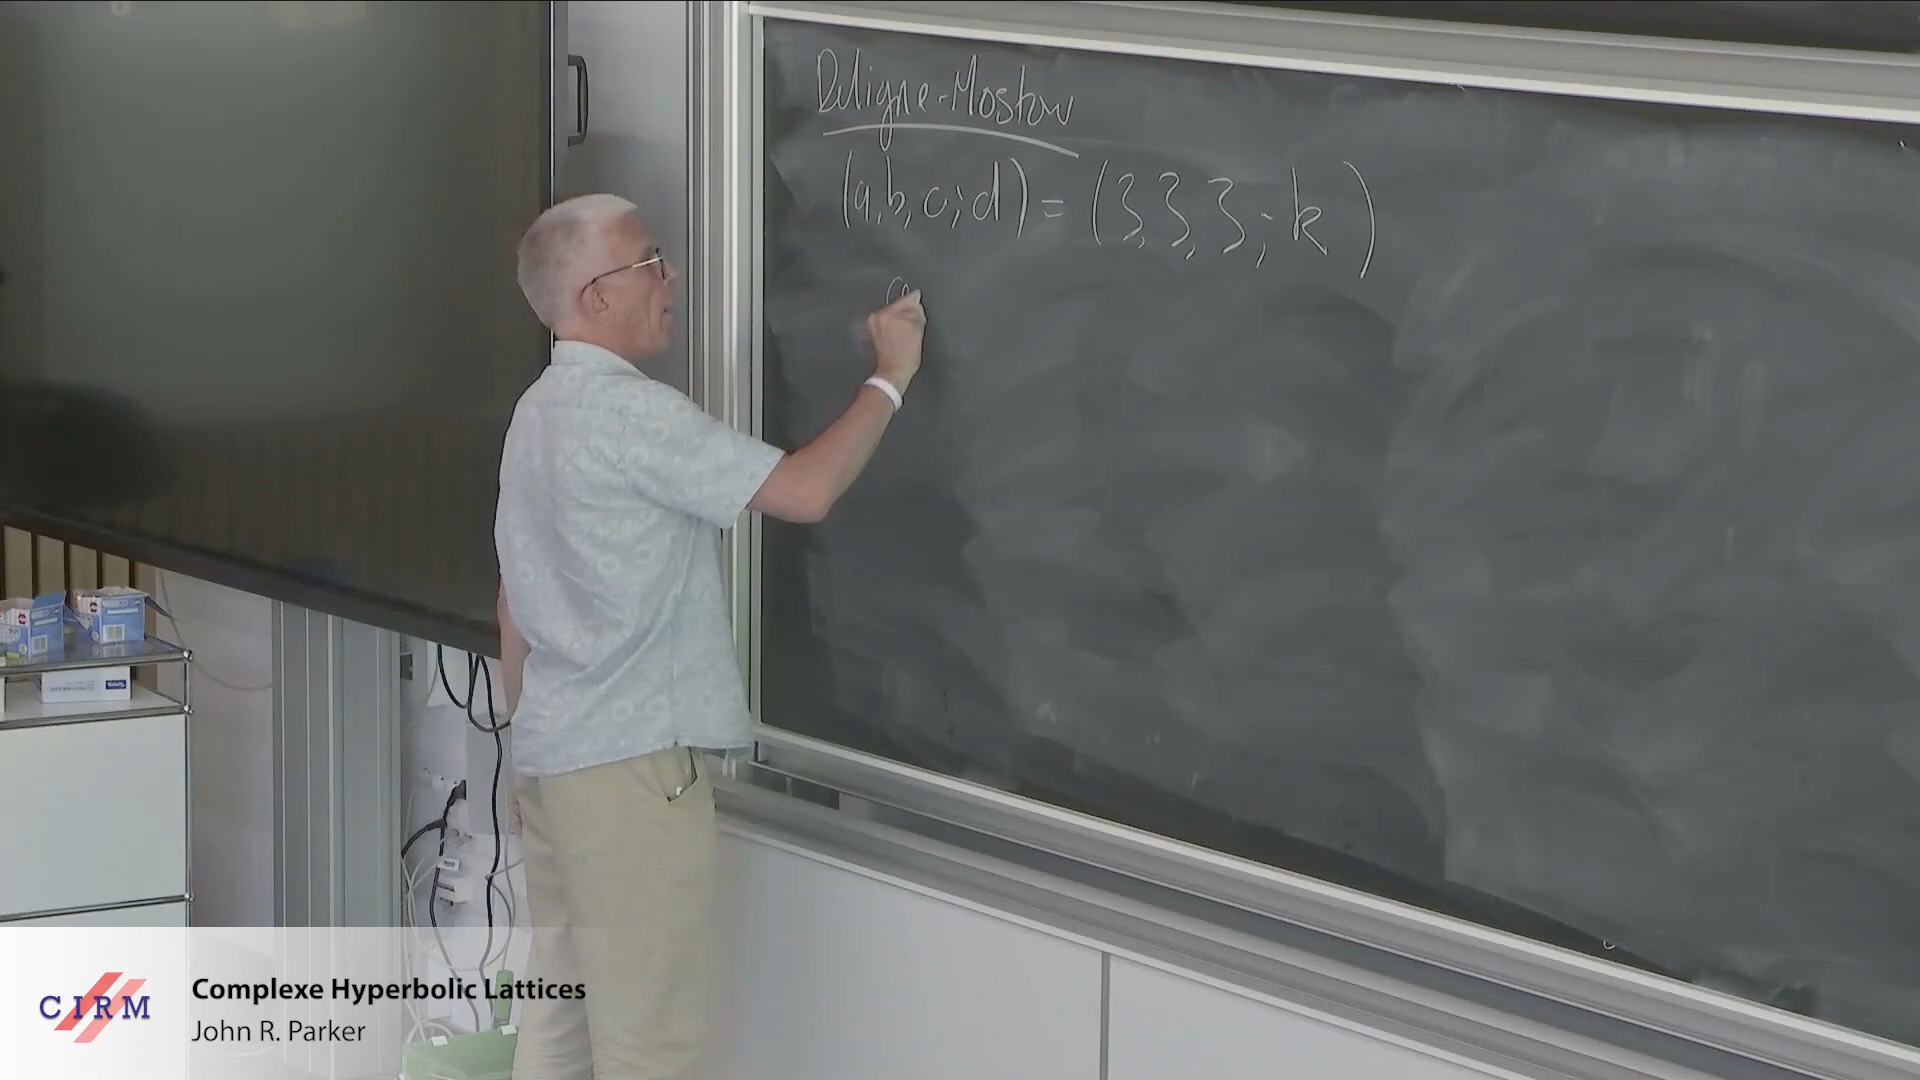 Deligne-Mostow
(a,b,c;d) = (3,3,3;k)
CIRM
Complexe Hyperbolic Lattices
John R. Parker